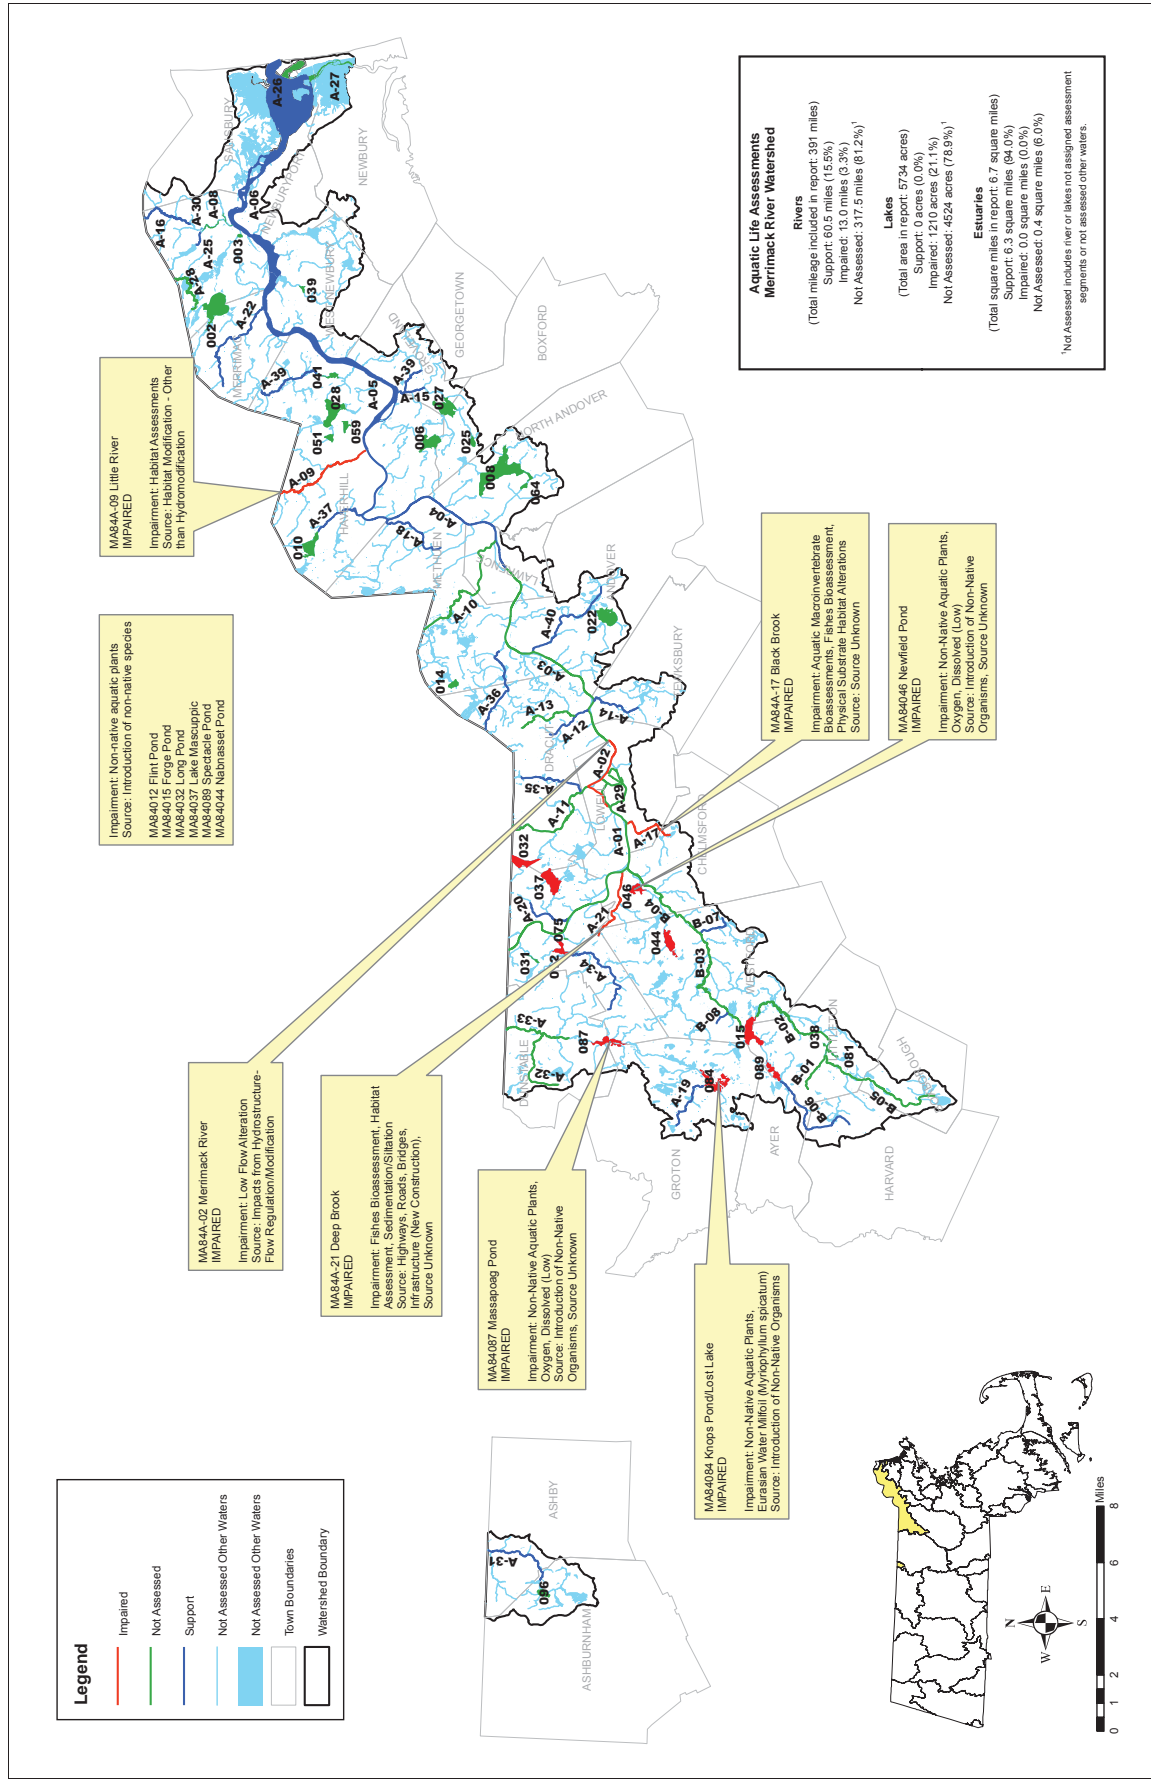 Legend
Impaired
Not Assessed
Support
Not Assessed Other Waters
Not Assessed Other Waters
Town Boundaries
Watershed Boundary
MA84A-02 Merrimack River
IMPAIRED
Impairment: Low Flow Alteration
Source: Impacts from Hydrostructure-
Flow Regulation/Modification
Impairment: Non-native aquatic plants
Source: Introduction of non-native species
MA84012 Flint Pond
MA84015 Forge Pond
MA84032 Long Pond
MA84037 Lake Mascuppic
MA84089 Spectacle Pond
MA84044 Nabnasset Pond
MA84A-09 Little River
IMPAIRED
Impairment: Habitat Assessments
Source: Habitat Modification - Other
than Hydromodification
MA84A-21 Deep Brook
IMPAIRED
Impairment: Fishes Bioassessment, Habitat
Assessment, Sedimentation/Siltation
Source: Highways, Roads, Bridges,
Infrastructure (New Construction),
Source Unknown
MA84087 Massapoag Pond
IMPAIRED
Impairment: Non-Native Aquatic Plants,
Oxygen, Dissolved (Low)
Source: Introduction of Non-Native
Organisms, Source Unknown
MA84084 Knops Pond/Lost Lake
IMPAIRED
Impairment: Non-Native Aquatic Plants,
Eurasian Water Milfoil (Myriophyllum spicatum)
Source: Introduction of Non-Native Organisms
MA84A-17 Black Brook
IMPAIRED
Impairment: Aquatic Macroinvertebrate
Bioassessments, Fishes Bioassessment,
Physical Substrate Habitat Alterations
Source: Source Unknown
MA84046 Newfield Pond
IMPAIRED
Impairment: Non-Native Aquatic Plants,
Oxygen, Dissolved (Low)
Source: Introduction of Non-Native
Organisms, Source Unknown
ASHBURNHAM
ASHBY
A-31
096
GROTON
AYER
HARVARD
WESTFORD
CHELMSFORD
LOWELL
DRACUT
ANDOVER
LAWRENCE
METHUEN
HAVERHILL
NORTH ANDOVER
BOXFORD
GEORGETOWN
GROVELAND
WEST NEWBURY
MERRIMAC
NEWBURY
NEWBURYPORT
SALISBURY
A-32
A-33
087
A-19
084
089
015
B-08
B-06
B-01
B-05
B-02
038
081
031
A-20
075
A-34
A-21
044
B-03
B-04
B-07
046
037
032
A-11
A-35
A-01
A-17
A-29
A-02
A-12
A-13
A-14
A-36
014
A-03
A-40
022
A-10
A-18
A-04
A-37
010
A-09
064
008
025
006
027
A-15
A-39
A-05
059
051
028
041
A-39
A-22
002
A-28
039
003
A-25
A-08
A-30
A-16
A-06
A-26
A-27
Aquatic Life Assessments
Merrimack River Watershed
Rivers
(Total mileage included in report: 391 miles)
Support: 60.5 miles (15.5%)
Impaired: 13.0 miles (3.3%)
Not Assessed: 317.5 miles (81.2%)¹
Lakes
(Total area in report: 5734 acres)
Support: 0 acres (0.0%)
Impaired: 1210 acres (21.1%)
Not Assessed: 4524 acres (78.9%)¹
Estuaries
(Total square miles in report: 6.7 square miles)
Support: 6.3 square miles (94.0%)
Impaired: 0.0 square miles (0.0%)
Not Assessed: 0.4 square miles (6.0%)
¹Not Assessed includes river or lakes not assigned assessment
segments or not assessed other waters.
N
W
E
S
0 1 2 4 6 8
Miles